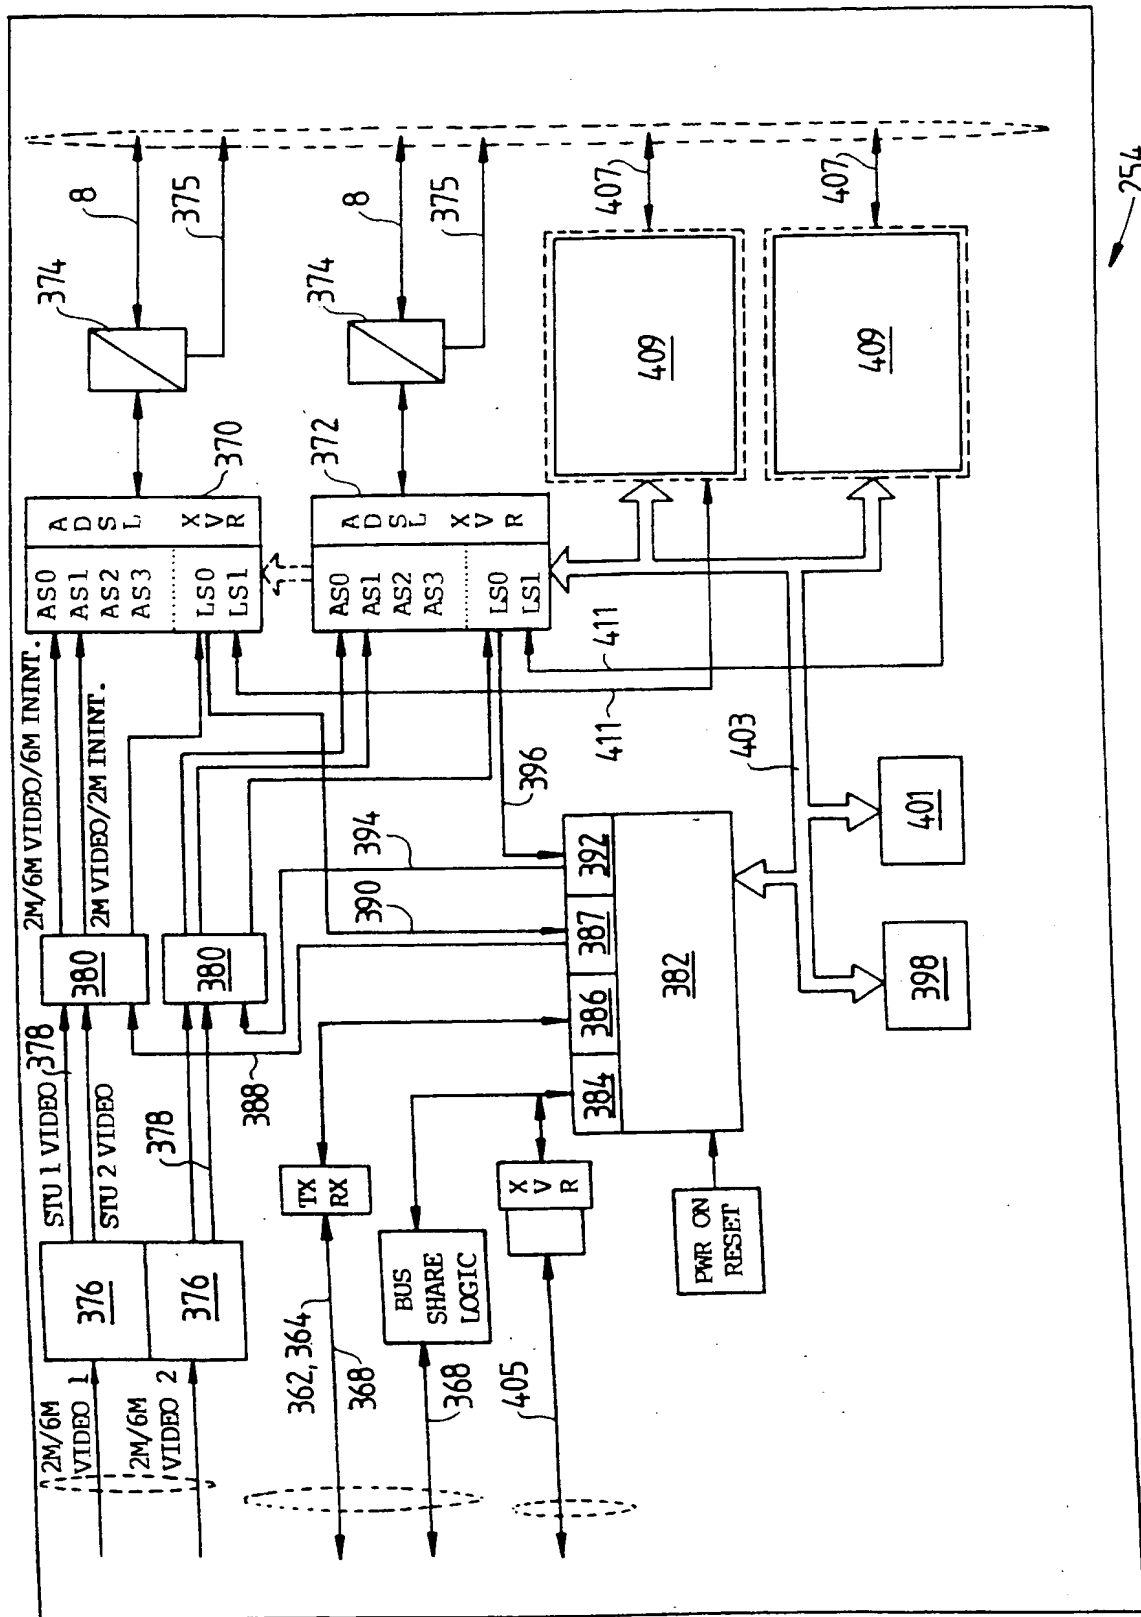 2M/6M
VIDEO 1
2M/6M
VIDEO 2
376
376
STU 1 VIDEO
378
STU 2 VIDEO
378
380
380
2M/6M VIDEO/6M ININT.
2M VIDEO/2M ININT.
AS0
AS1
AS2
AS3
LS0
LS1
ADSL XVR
370
374
8
375
AS0
AS1
AS2
AS3
LS0
LS1
ADSL XVR
372
374
8
375
362, 364
368
TX
RX
388
390
394
396
411
411
BUS
SHARE
LOGIC
368
XVR
405
384
386
387
392
382
PWR ON
RESET
403
398
401
409
407
409
407
254